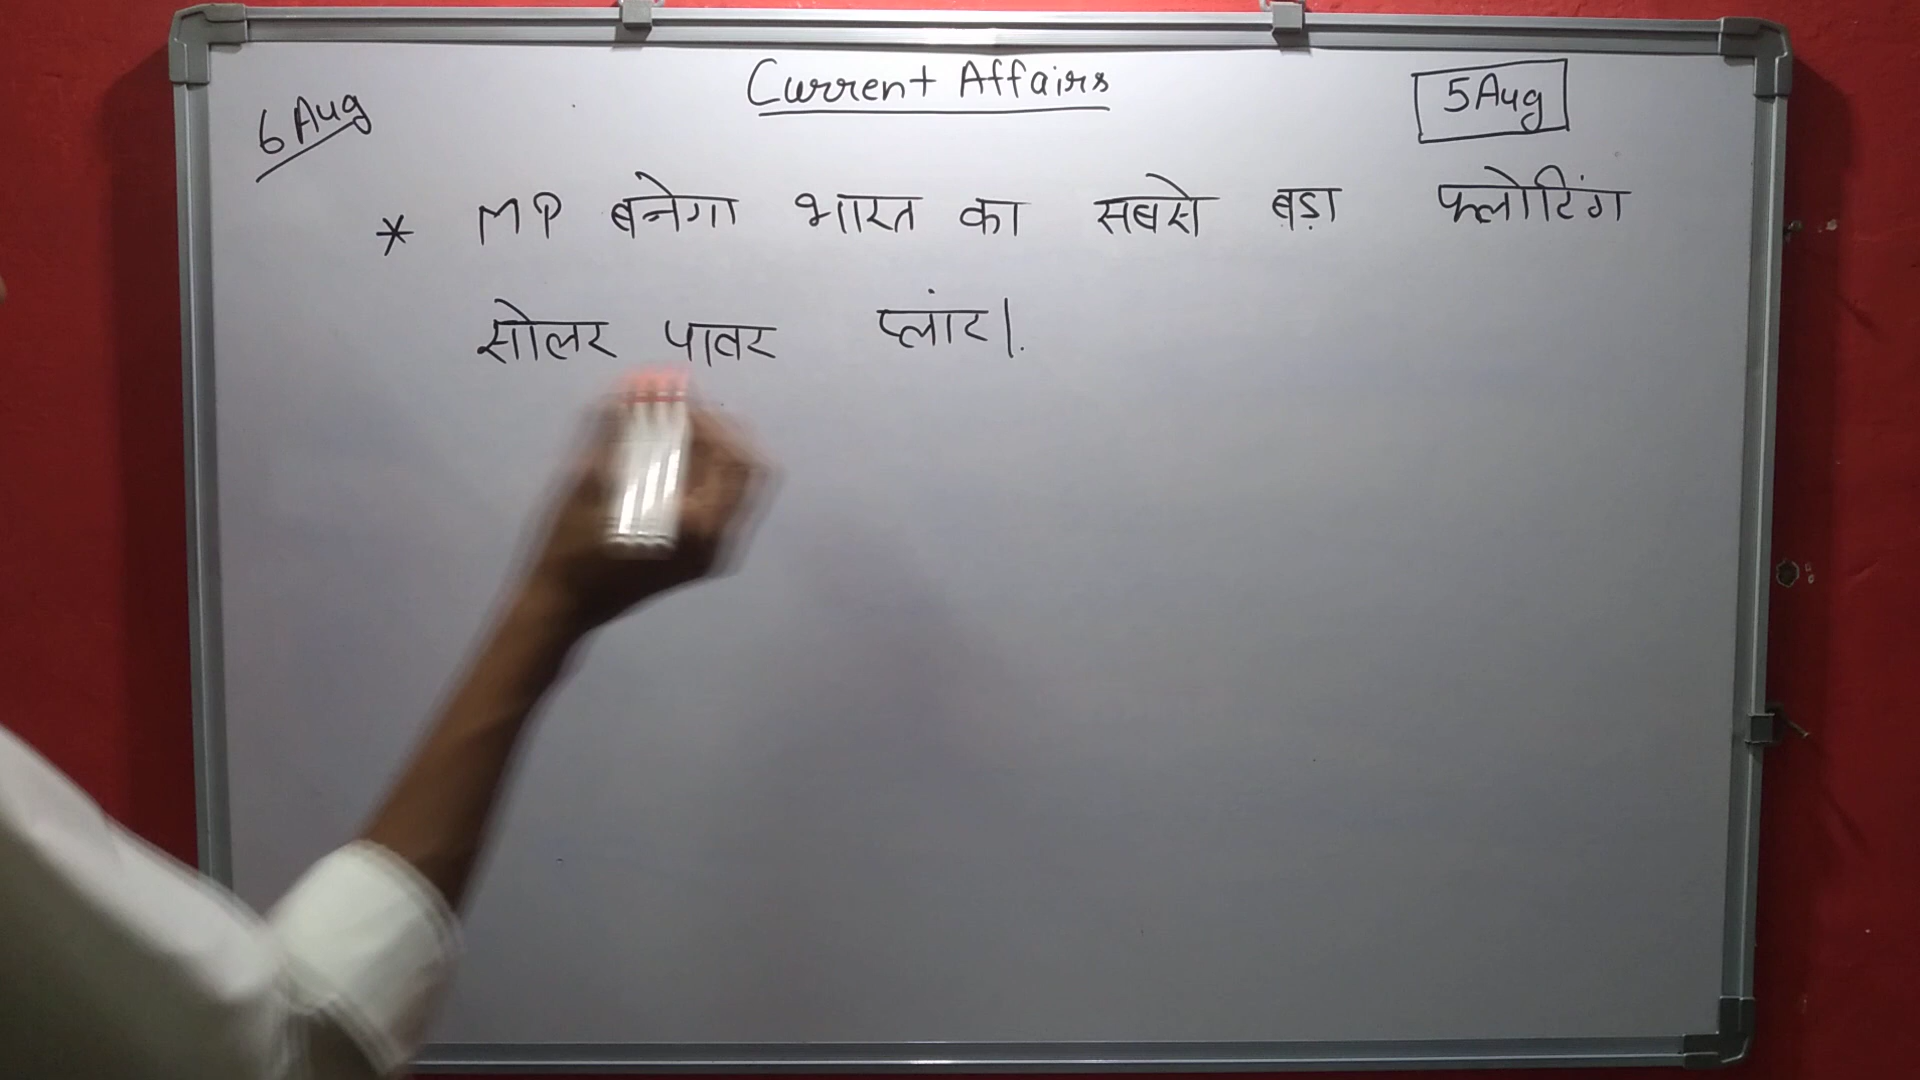 Current Affairs
6 Aug
5 Aug
* MP बनेगा भारत का सबसे बड़ा फ्लोटिंग
सोलर पावर प्लांट।